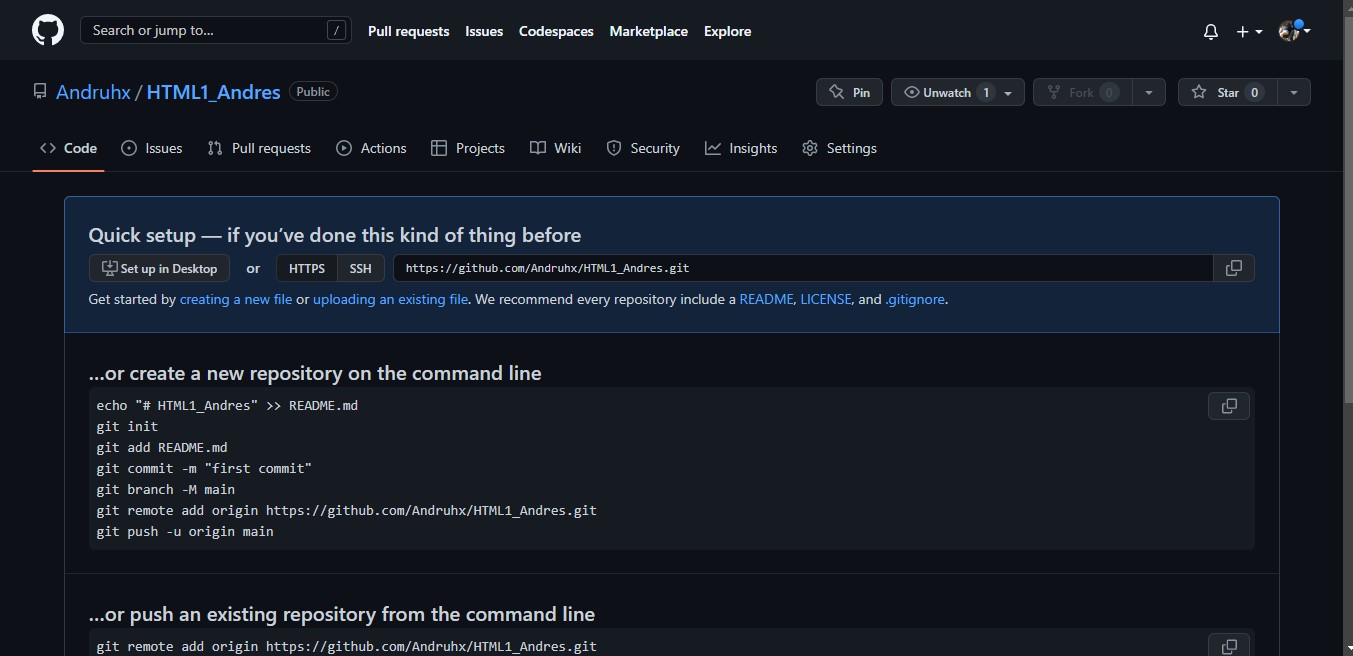 Search or jump to... / Pull requests Issues Codespaces Marketplace Explore
Andruhx / HTML1_Andres Public Pin Unwatch 1 Fork 0 Star 0
Code Issues Pull requests Actions Projects Wiki Security Insights Settings
Quick setup — if you’ve done this kind of thing before
Set up in Desktop or HTTPS SSH https://github.com/Andruhx/HTML1_Andres.git
Get started by creating a new file or uploading an existing file. We recommend every repository include a README, LICENSE, and .gitignore.
…or create a new repository on the command line
echo "# HTML1_Andres" >> README.md
git init
git add README.md
git commit -m "first commit"
git branch -M main
git remote add origin https://github.com/Andruhx/HTML1_Andres.git
git push -u origin main
…or push an existing repository from the command line
git remote add origin https://github.com/Andruhx/HTML1_Andres.git